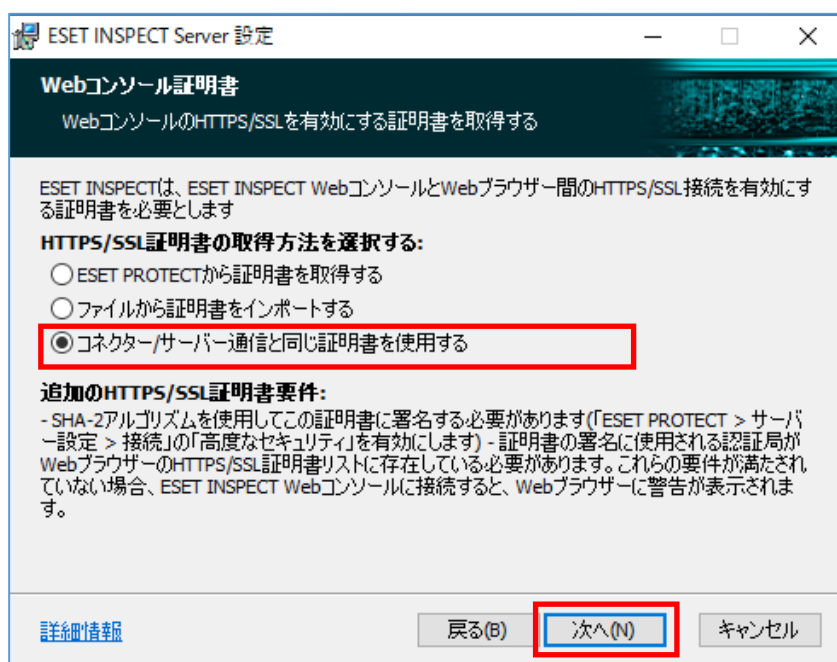 ESET INSPECT Server 設定
Webコンソール証明書
WebコンソールのHTTPS/SSLを有効にする証明書を取得する
ESET INSPECTは、ESET INSPECT WebコンソールとWebブラウザー間のHTTPS/SSL接続を有効にす
る証明書を必要とします
HTTPS/SSL証明書の取得方法を選択する:
ESET PROTECTから証明書を取得する
ファイルから証明書をインポートする
コネクター/サーバー通信と同じ証明書を使用する
追加のHTTPS/SSL証明書要件:
- SHA-2アルゴリズムを使用してこの証明書に署名する必要があります(「ESET PROTECT > サーバ
ー設定 > 接続」の「高度なセキュリティ」を有効にします) - 証明書の署名に使用される認証局が
WebブラウザーのHTTPS/SSL証明書リストに存在している必要があります。これらの要件が満たされ
ていない場合、ESET INSPECT Webコンソールに接続すると、Webブラウザーに警告が表示されま
す。
詳細情報
戻る(B)
次へ(N)
キャンセル